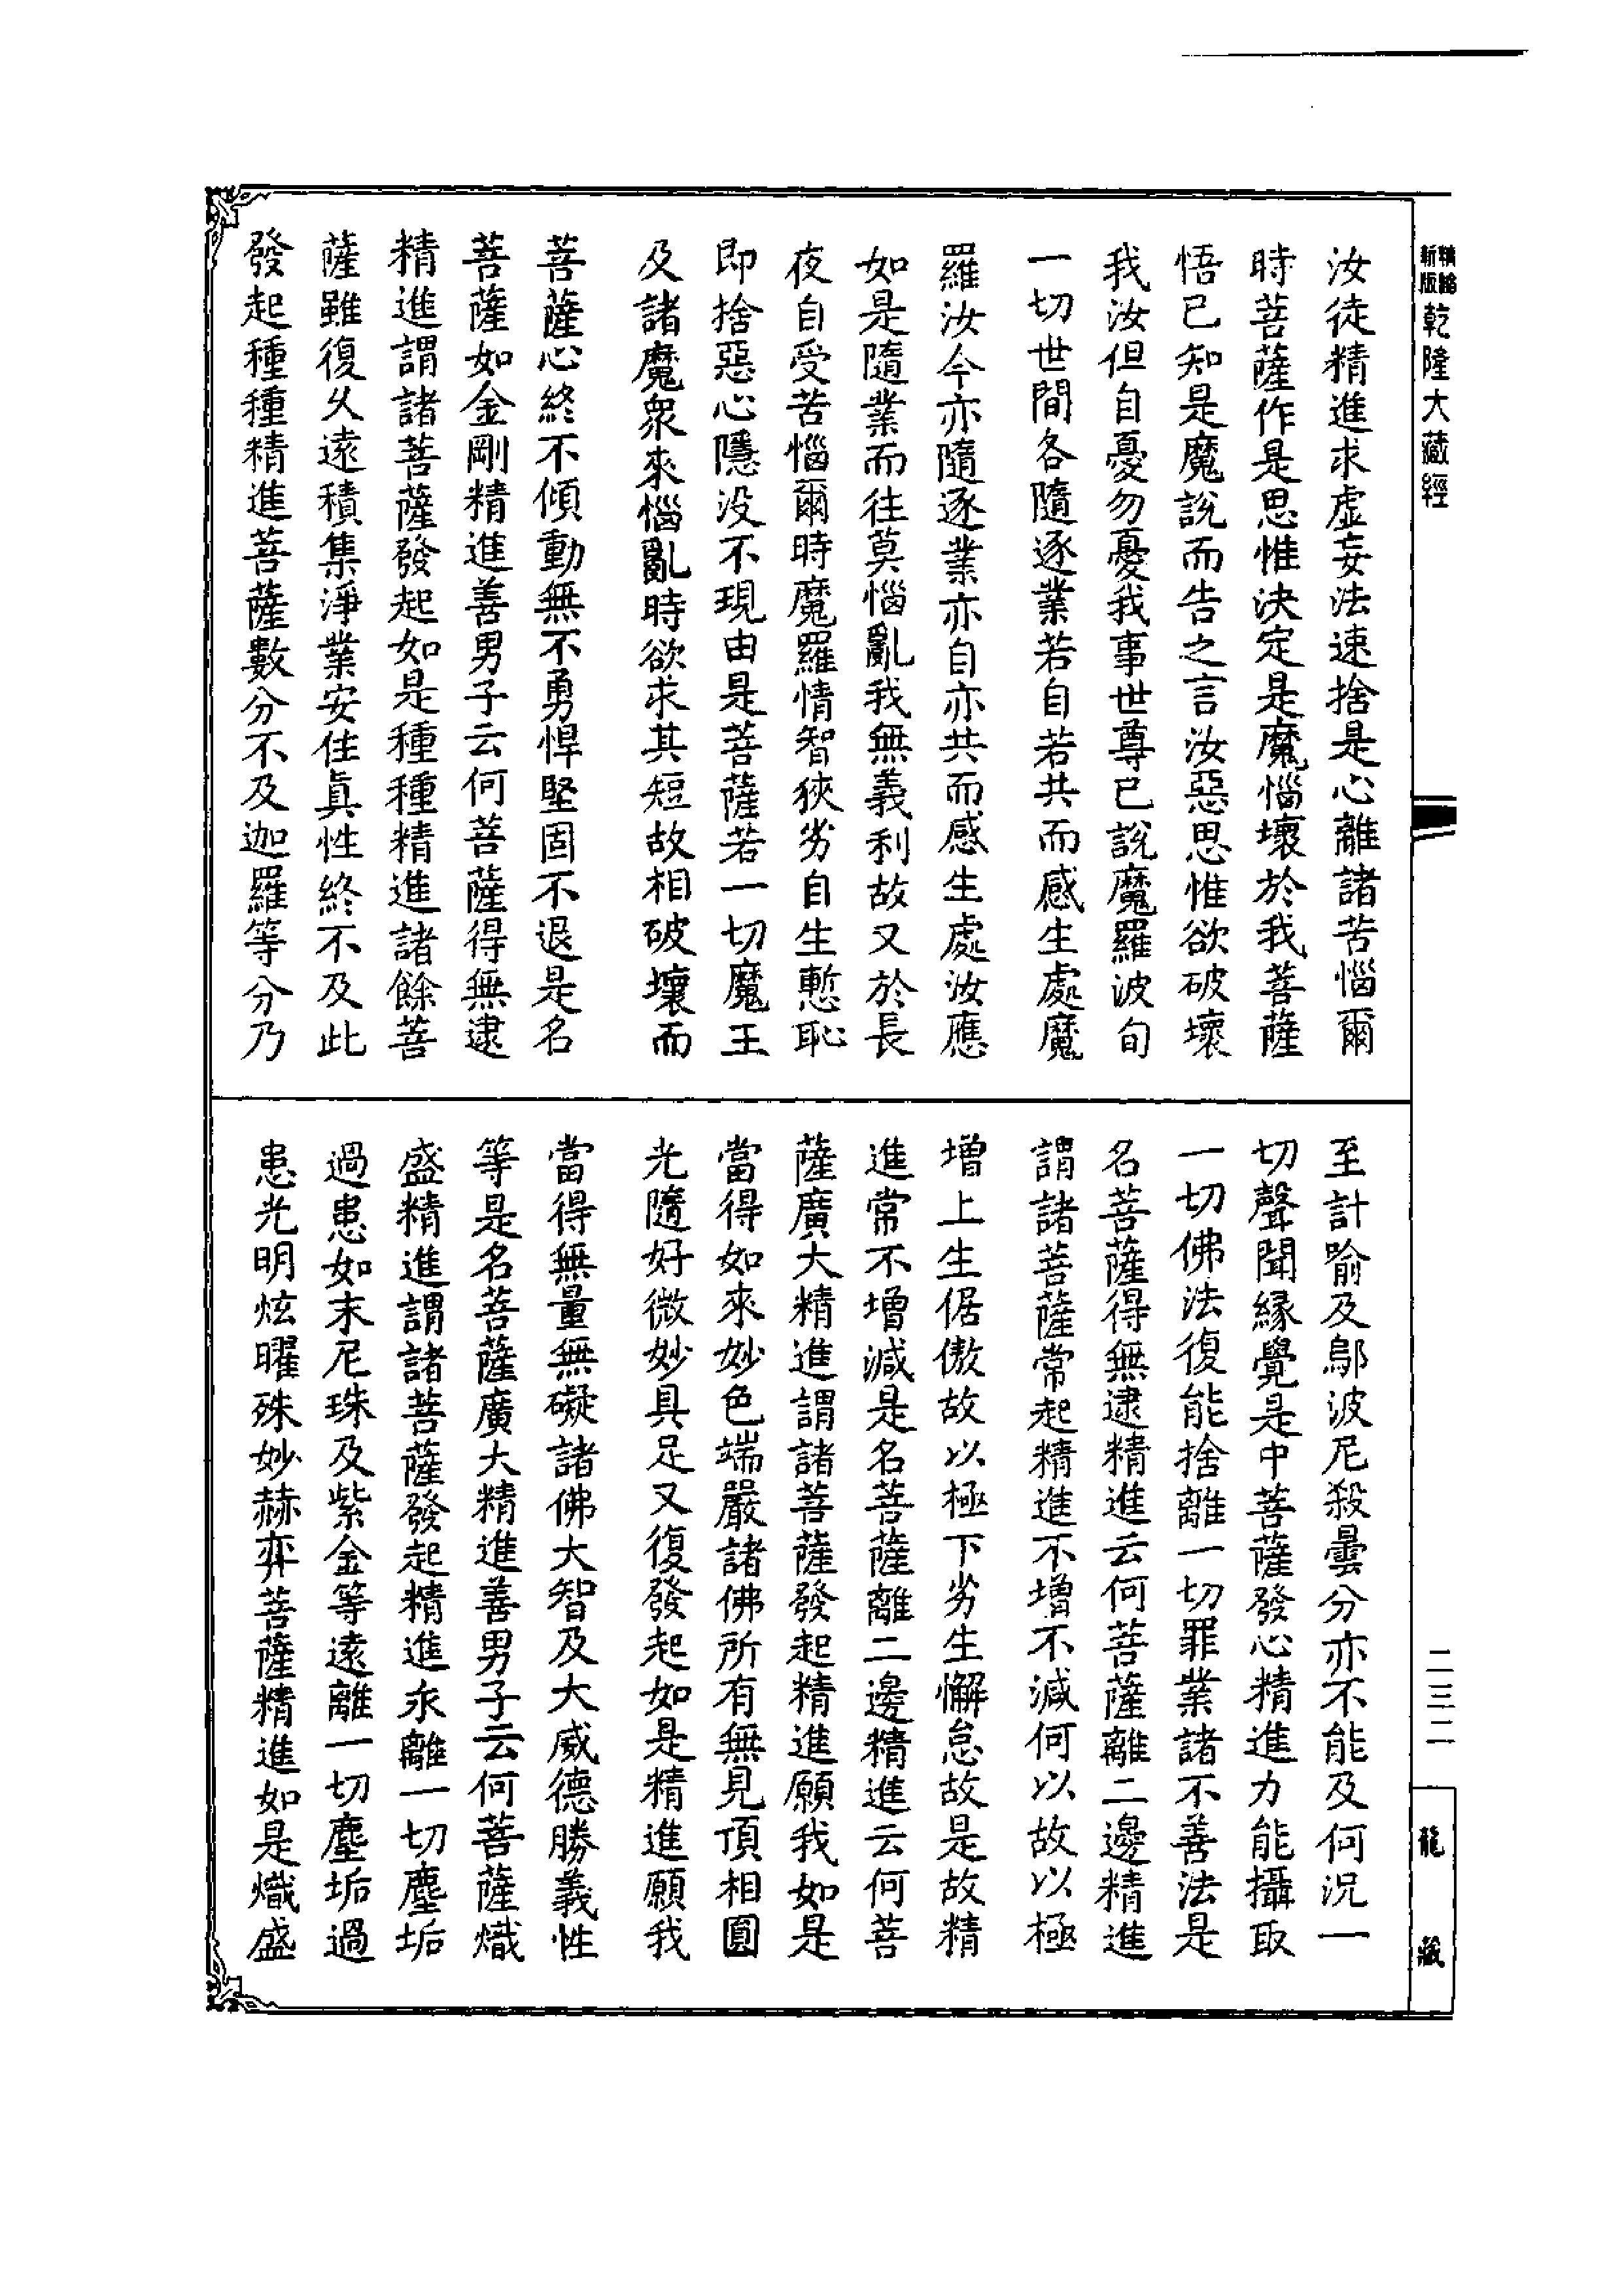 精縮
新版
乾隆大藏經
汝徒精進求虛妄法速捨是心離諸苦惱爾
時菩薩作是思惟決定是魔惱壞於我菩薩
悟已知是魔說而告之言汝惡思惟欲破壞
我汝但自憂勿憂我事世尊已說魔羅波旬
一切世間各隨逐業若自若共而感生處魔
羅汝今亦隨逐業亦自亦共而感生處汝應
如是隨業而往莫惱亂我無義利故又於長
夜自受苦惱爾時魔羅情智狹劣自生慙恥
即捨惡心隱没不現由是菩薩若一切魔王
及諸魔衆來惱亂時欲求其短故相破壞而
菩薩心終不傾動無不勇悍堅固不退是名
菩薩如金剛精進善男子云何菩薩得無逮
精進謂諸菩薩發起如是種種精進諸餘菩
薩雖復乆遠積集淨業安住真性終不及此
發起種種精進菩薩數分不及迦羅等分乃
至計喻及鄔波尼殺曇分亦不能及何況一
切聲聞緣覺是中菩薩發心精進力能攝取
一切佛法復能捨離一切罪業諸不善法是
名菩薩得無逮精進云何菩薩離二邊精進
謂諸菩薩常起精進不增不減何以故以極
增上生倨傲故以極下劣生懈怠故是故精
進常不增減是名菩薩離二邊精進云何菩
薩廣大精進謂諸菩薩發起精進願我如是
當得如來妙色端嚴諸佛所有無見頂相圓
光隨好微妙具足又復發起如是精進願我
當得無量無礙諸佛大智及大威德勝義性
等是名菩薩廣大精進善男子云何菩薩熾
盛精進謂諸菩薩發起精進永離一切塵垢
過患如末尼珠及紫金等遠離一切塵垢過
患光明炫曜殊妙赫弈菩薩精進如是熾盛
二三二
龍藏